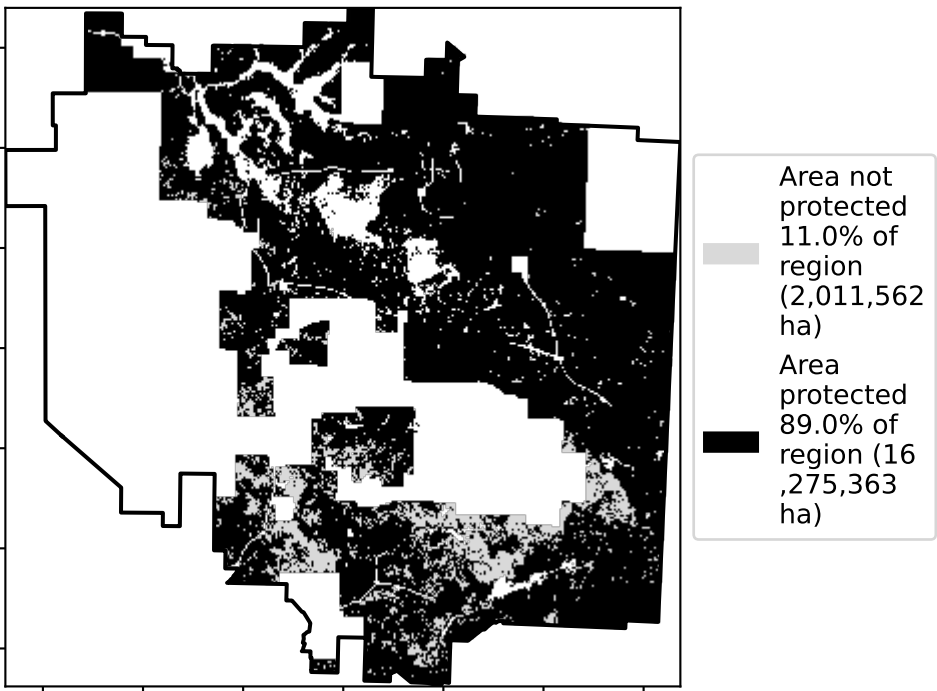 Area not
protected
11.0% of
region
(2,011,562
ha)
Area
protected
89.0% of
region (16
,275,363
ha)